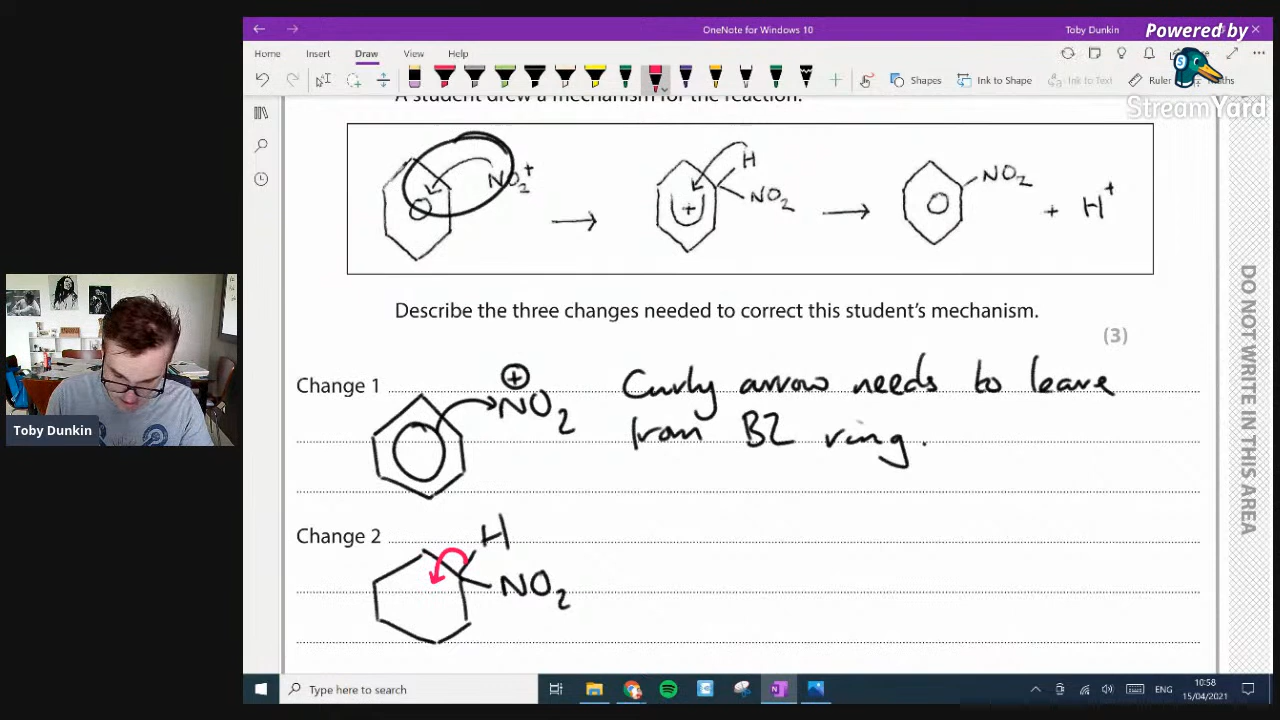 OneNote for Windows 10
Toby Dunkin
Powered by
StreamYard
Home Insert Draw View Help
Shapes Ink to Shape Ink to Text Ruler Maths
A student drew a mechanism for the reaction.
NO2+ H NO2 + NO2 + H+
Describe the three changes needed to correct this student's mechanism.
(3)
Change 1
+ NO2 Curly arrow needs to leave
from BZ ring.
Change 2
H
NO2
DO NOT WRITE IN THIS AREA
Toby Dunkin
Type here to search
ENG
10:58
15/04/2021